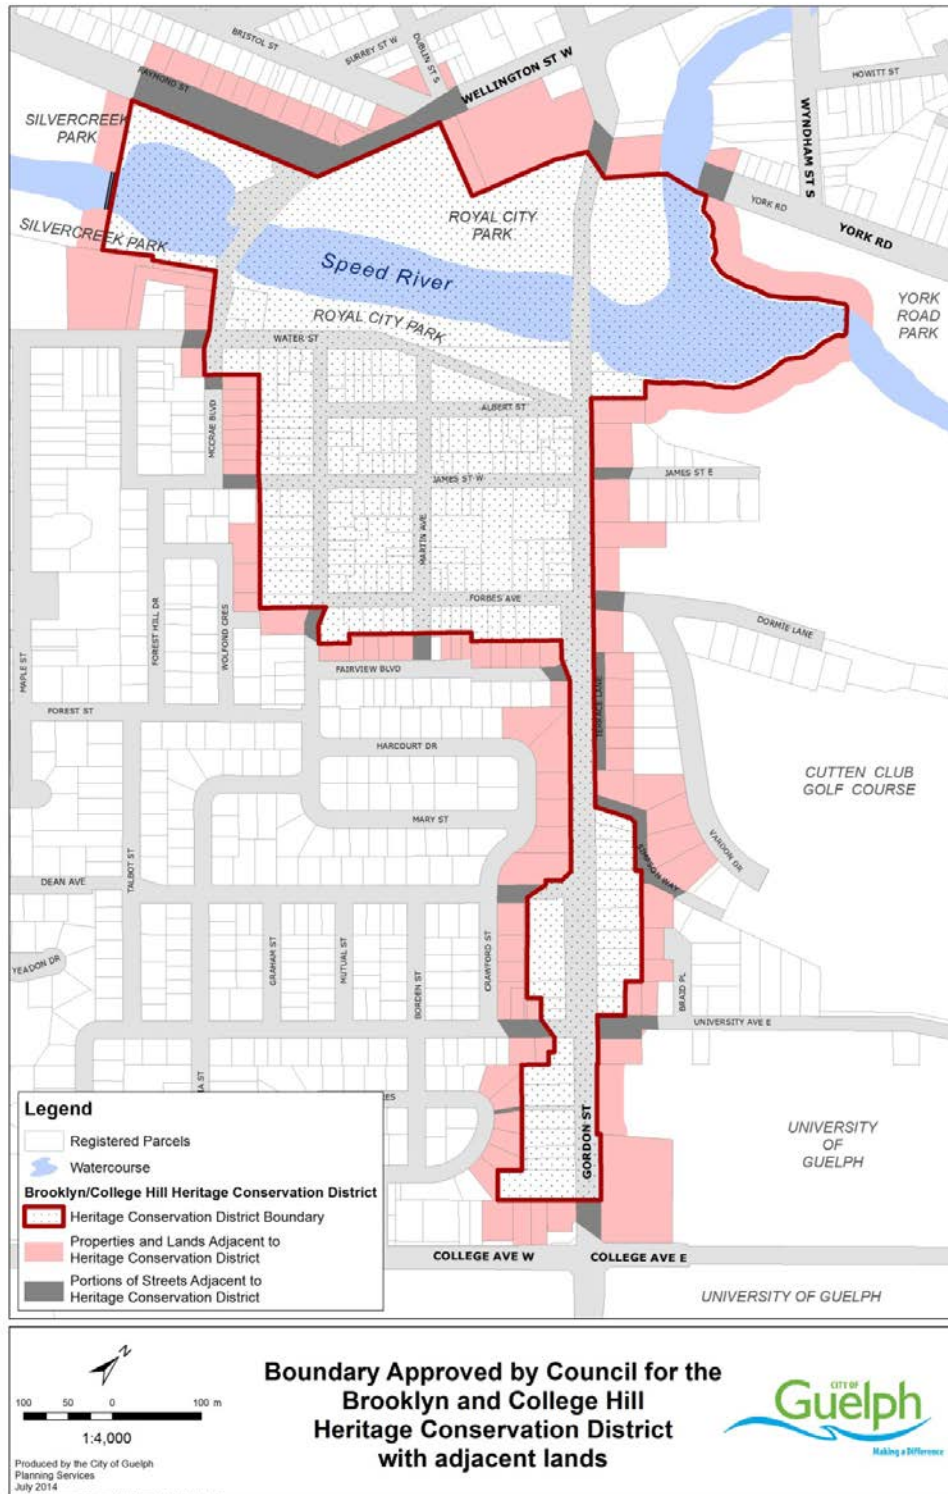 BRISTOL ST
SURREY ST W
DUBLIN ST S
RAYMOND ST
WELLINGTON ST W
HOWITT ST
WYNDHAM ST S
SILVERCREEK
PARK
YORK RD
YORK RD
ROYAL CITY
PARK
SILVERCREEK PARK
Speed River
YORK
ROAD
PARK
ROYAL CITY PARK
WATER ST
ALBERT ST
MCCRAE BLVD
JAMES ST W
JAMES ST E
MARTIN AVE
FORBES AVE
DORMIE LANE
FOREST HILL DR
WOLFOND CRES
MAPLE ST
FAIRVIEW BLVD
TERRACE LANE
FOREST ST
HARCOURT DR
CUTTEN CLUB
GOLF COURSE
MARY ST
VARDON DR
SIMPSON WAY
TALBOT ST
DEAN AVE
GRAHAM ST
MUTUAL ST
BORDEN ST
CRAWFORD ST
YEADON DR
BRAID PL
UNIVERSITY AVE E
MA ST
RES
GORDON ST
UNIVERSITY
OF
GUELPH
COLLEGE AVE W
COLLEGE AVE E
UNIVERSITY OF GUELPH
Legend
Registered Parcels
Watercourse
Brooklyn/College Hill Heritage Conservation District
Heritage Conservation District Boundary
Properties and Lands Adjacent to
Heritage Conservation District
Portions of Streets Adjacent to
Heritage Conservation District
N
100 50 0 100 m
1:4,000
Produced by the City of Guelph
Planning Services
July 2014
Boundary Approved by Council for the
Brooklyn and College Hill
Heritage Conservation District
with adjacent lands
CITY OF
Guelph
Making a Difference